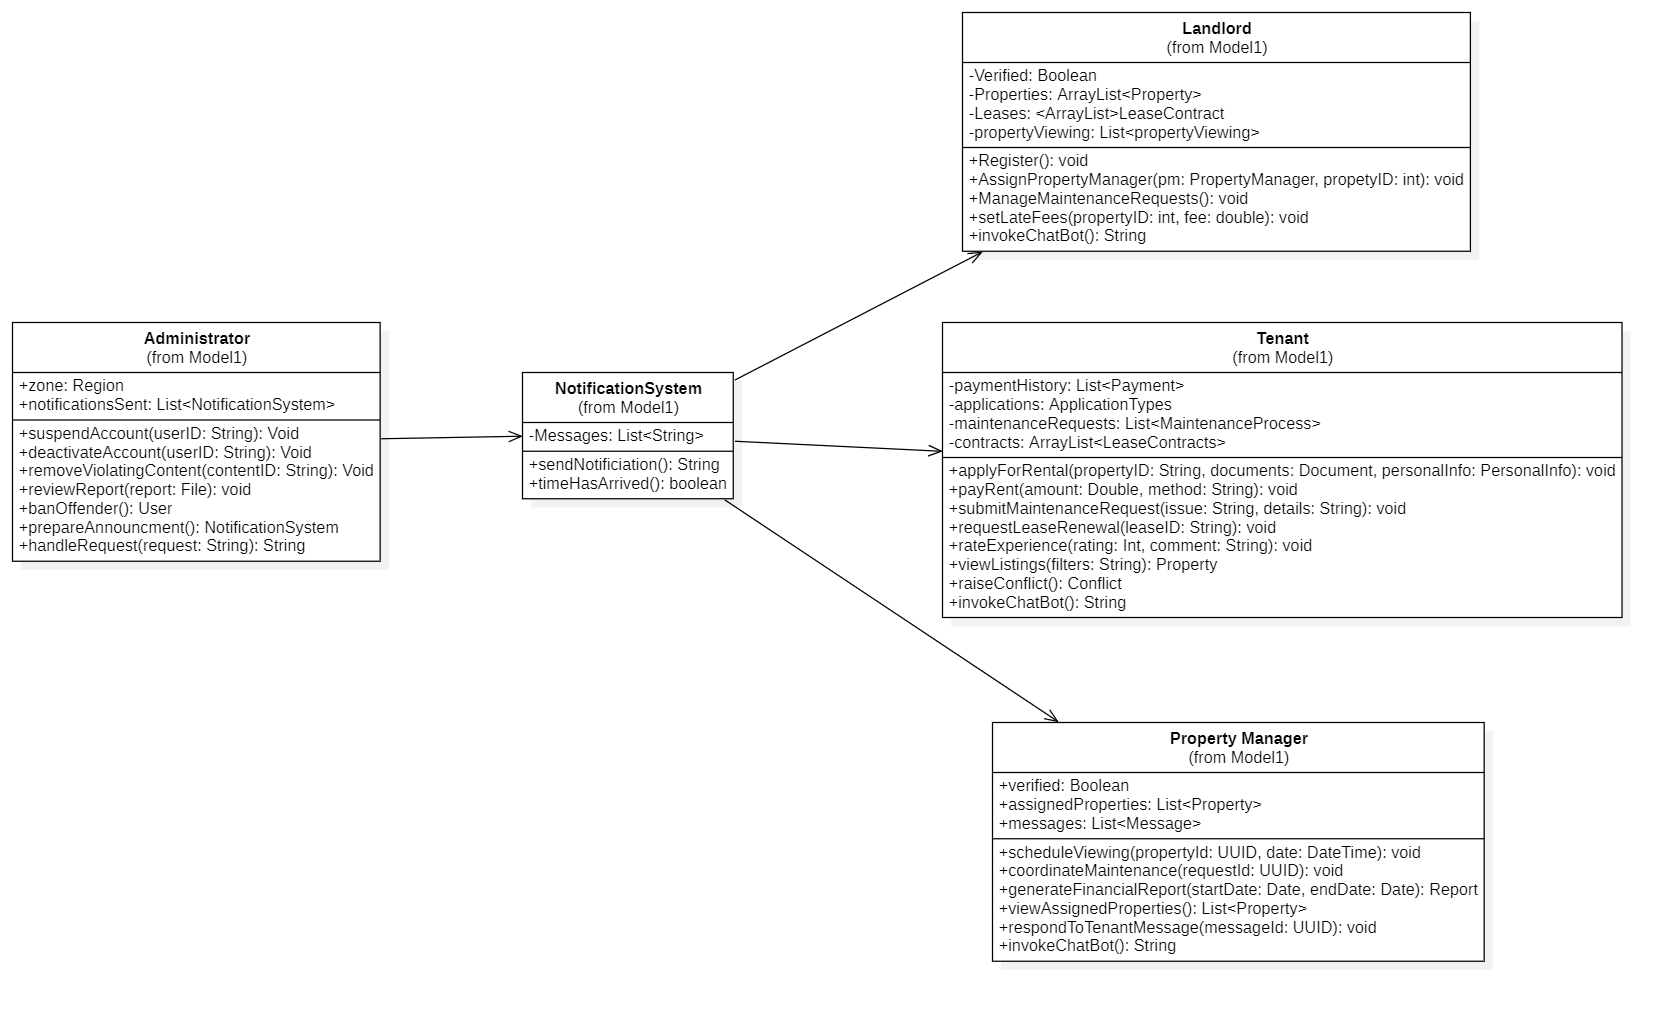 Landlord
(from Model1)
-Verified: Boolean
-Properties: ArrayList<Property>
-Leases: <ArrayList>LeaseContract
-propertyViewing: List<propertyViewing>
+Register(): void
+AssignPropertyManager(pm: PropertyManager, propetyID: int): void
+ManageMaintenanceRequests(): void
+setLateFees(propertyID: int, fee: double): void
+invokeChatBot(): String
Administrator
(from Model1)
+zone: Region
+notificationsSent: List<NotificationSystem>
+suspendAccount(userID: String): Void
+deactivateAccount(userID: String): Void
+removeViolatingContent(contentID: String): Void
+reviewReport(report: File): void
+banOffender(): User
+prepareAnnouncment(): NotificationSystem
+handleRequest(request: String): String
NotificationSystem
(from Model1)
-Messages: List<String>
+sendNotificiation(): String
+timeHasArrived(): boolean
Tenant
(from Model1)
-paymentHistory: List<Payment>
-applications: ApplicationTypes
-maintenanceRequests: List<MaintenanceProcess>
-contracts: ArrayList<LeaseContracts>
+applyForRental(propertyID: String, documents: Document, personalInfo: PersonalInfo): void
+payRent(amount: Double, method: String): void
+submitMaintenanceRequest(issue: String, details: String): void
+requestLeaseRenewal(leaseID: String): void
+rateExperience(rating: Int, comment: String): void
+viewListings(filters: String): Property
+raiseConflict(): Conflict
+invokeChatBot(): String
Property Manager
(from Model1)
+verified: Boolean
+assignedProperties: List<Property>
+messages: List<Message>
+scheduleViewing(propertyId: UUID, date: DateTime): void
+coordinateMaintenance(requestId: UUID): void
+generateFinancialReport(startDate: Date, endDate: Date): Report
+viewAssignedProperties(): List<Property>
+respondToTenantMessage(messageId: UUID): void
+invokeChatBot(): String